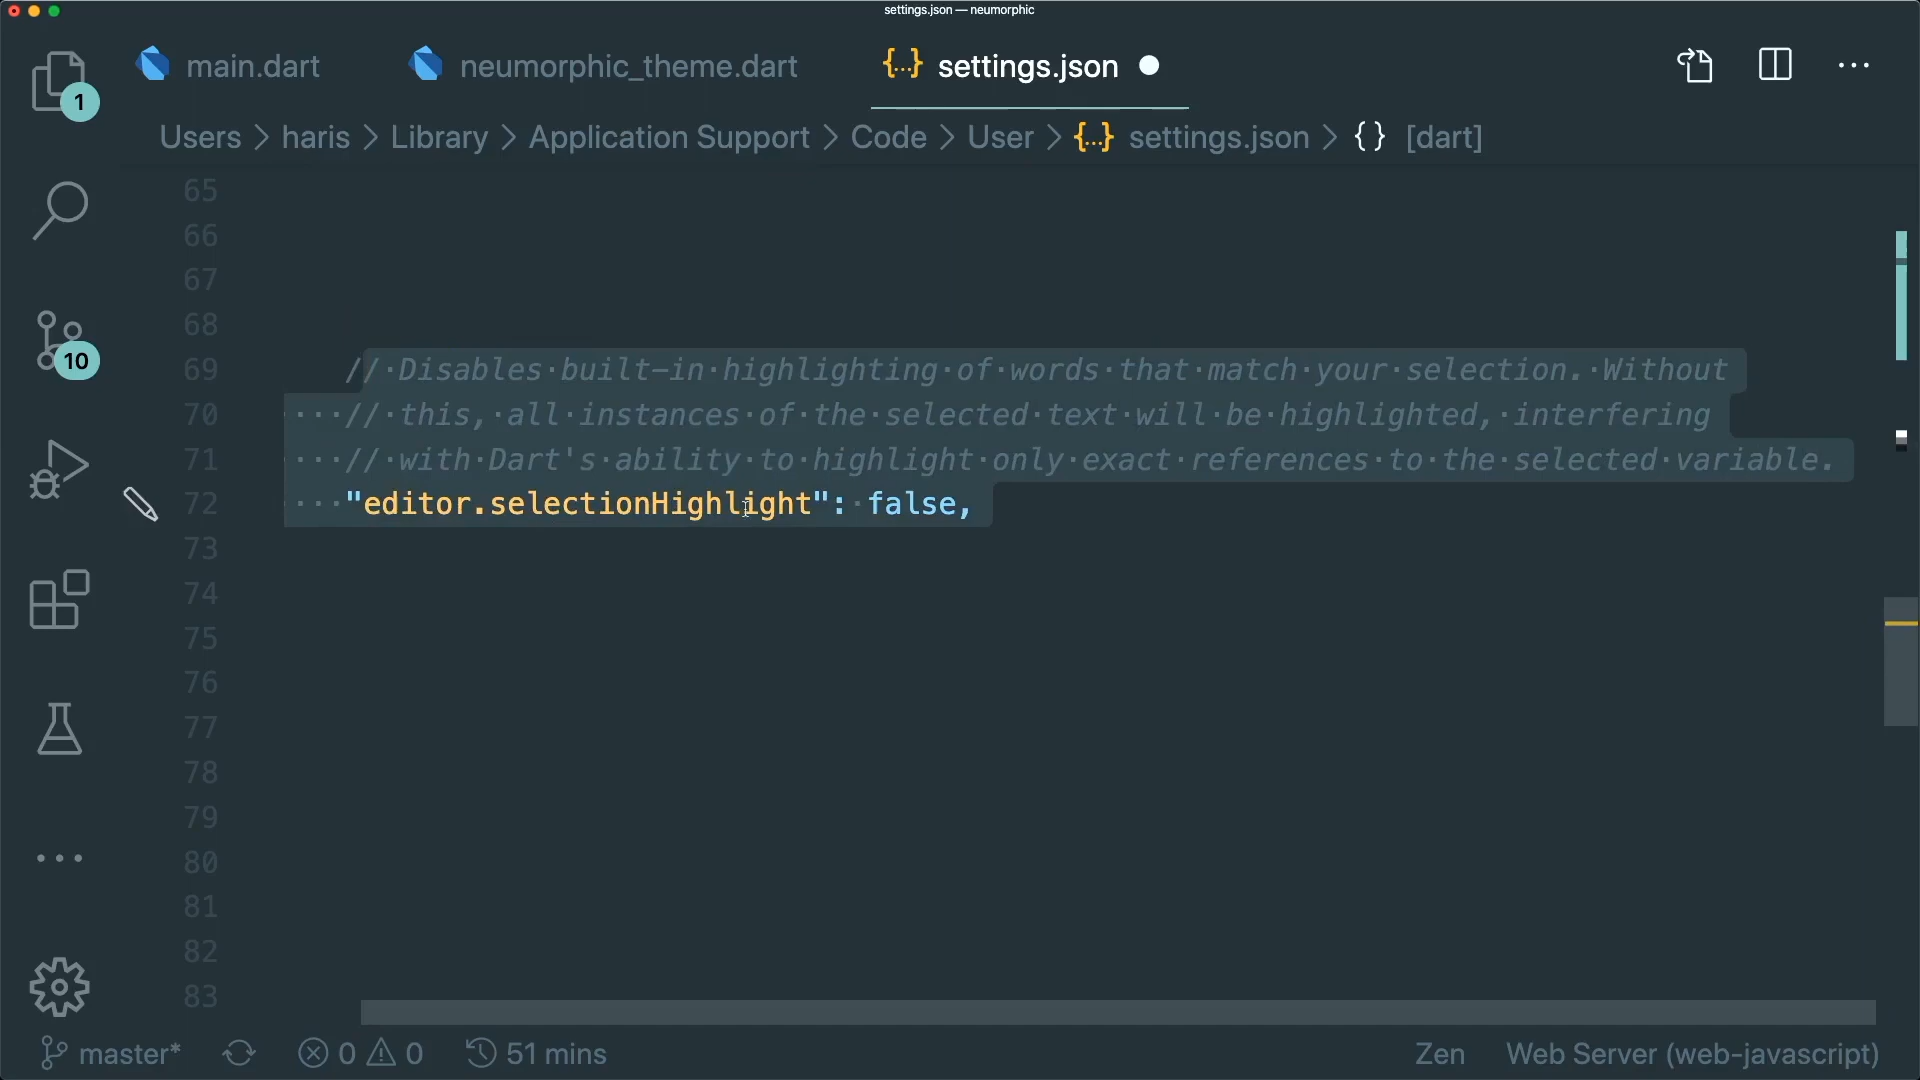 settings.json — neumorphic
main.dart neumorphic_theme.dart {...} settings.json
1
Users > haris > Library > Application Support > Code > User > {...} settings.json > {} [dart]
65
66
67
68
69 // Disables built-in highlighting of words that match your selection. Without
70 // this, all instances of the selected text will be highlighted, interfering
71 // with Dart's ability to highlight only exact references to the selected variable.
72 "editor.selectionHighlight": false,
73
74
75
76
77
78
79
80
81
82
83
10
master* 0 0 51 mins Zen Web Server (web-javascript)